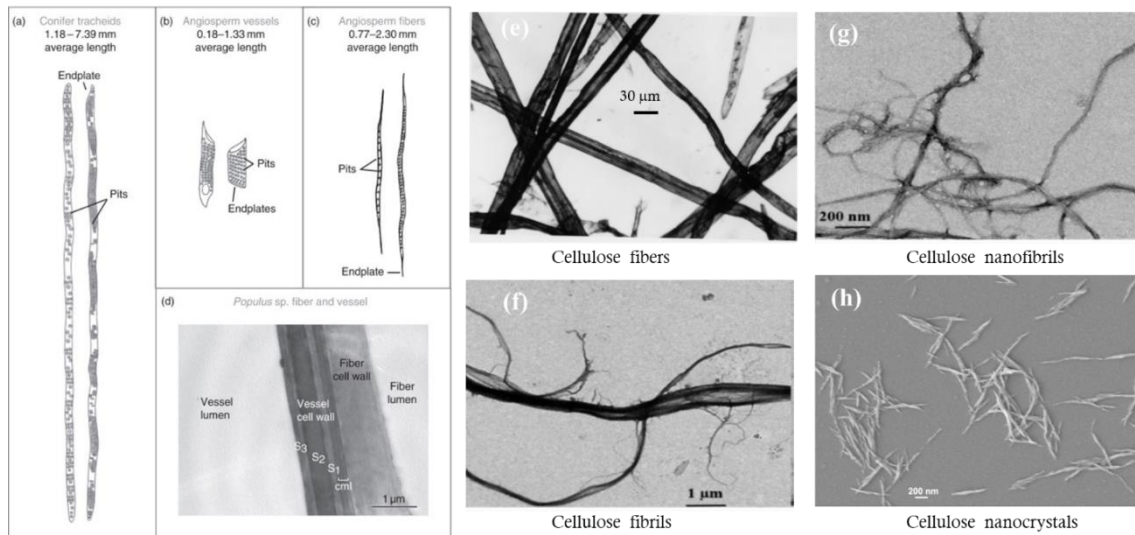 (a)
Conifer tracheids
1.18–7.39 mm
average length
Endplate
Pits
(b)
Angiosperm vessels
0.18–1.33 mm
average length
Pits
Endplates
(c)
Angiosperm fibers
0.77–2.30 mm
average length
Pits
Endplate
(d)
Populus sp. fiber and vessel
Vessel
lumen
Vessel
cell wall
Fiber
cell wall
Fiber
lumen
S3
S2
S1
cml
1 μm
(e)
30 μm
Cellulose fibers
(f)
1 μm
Cellulose fibrils
(g)
200 nm
Cellulose nanofibrils
(h)
200 nm
Cellulose nanocrystals